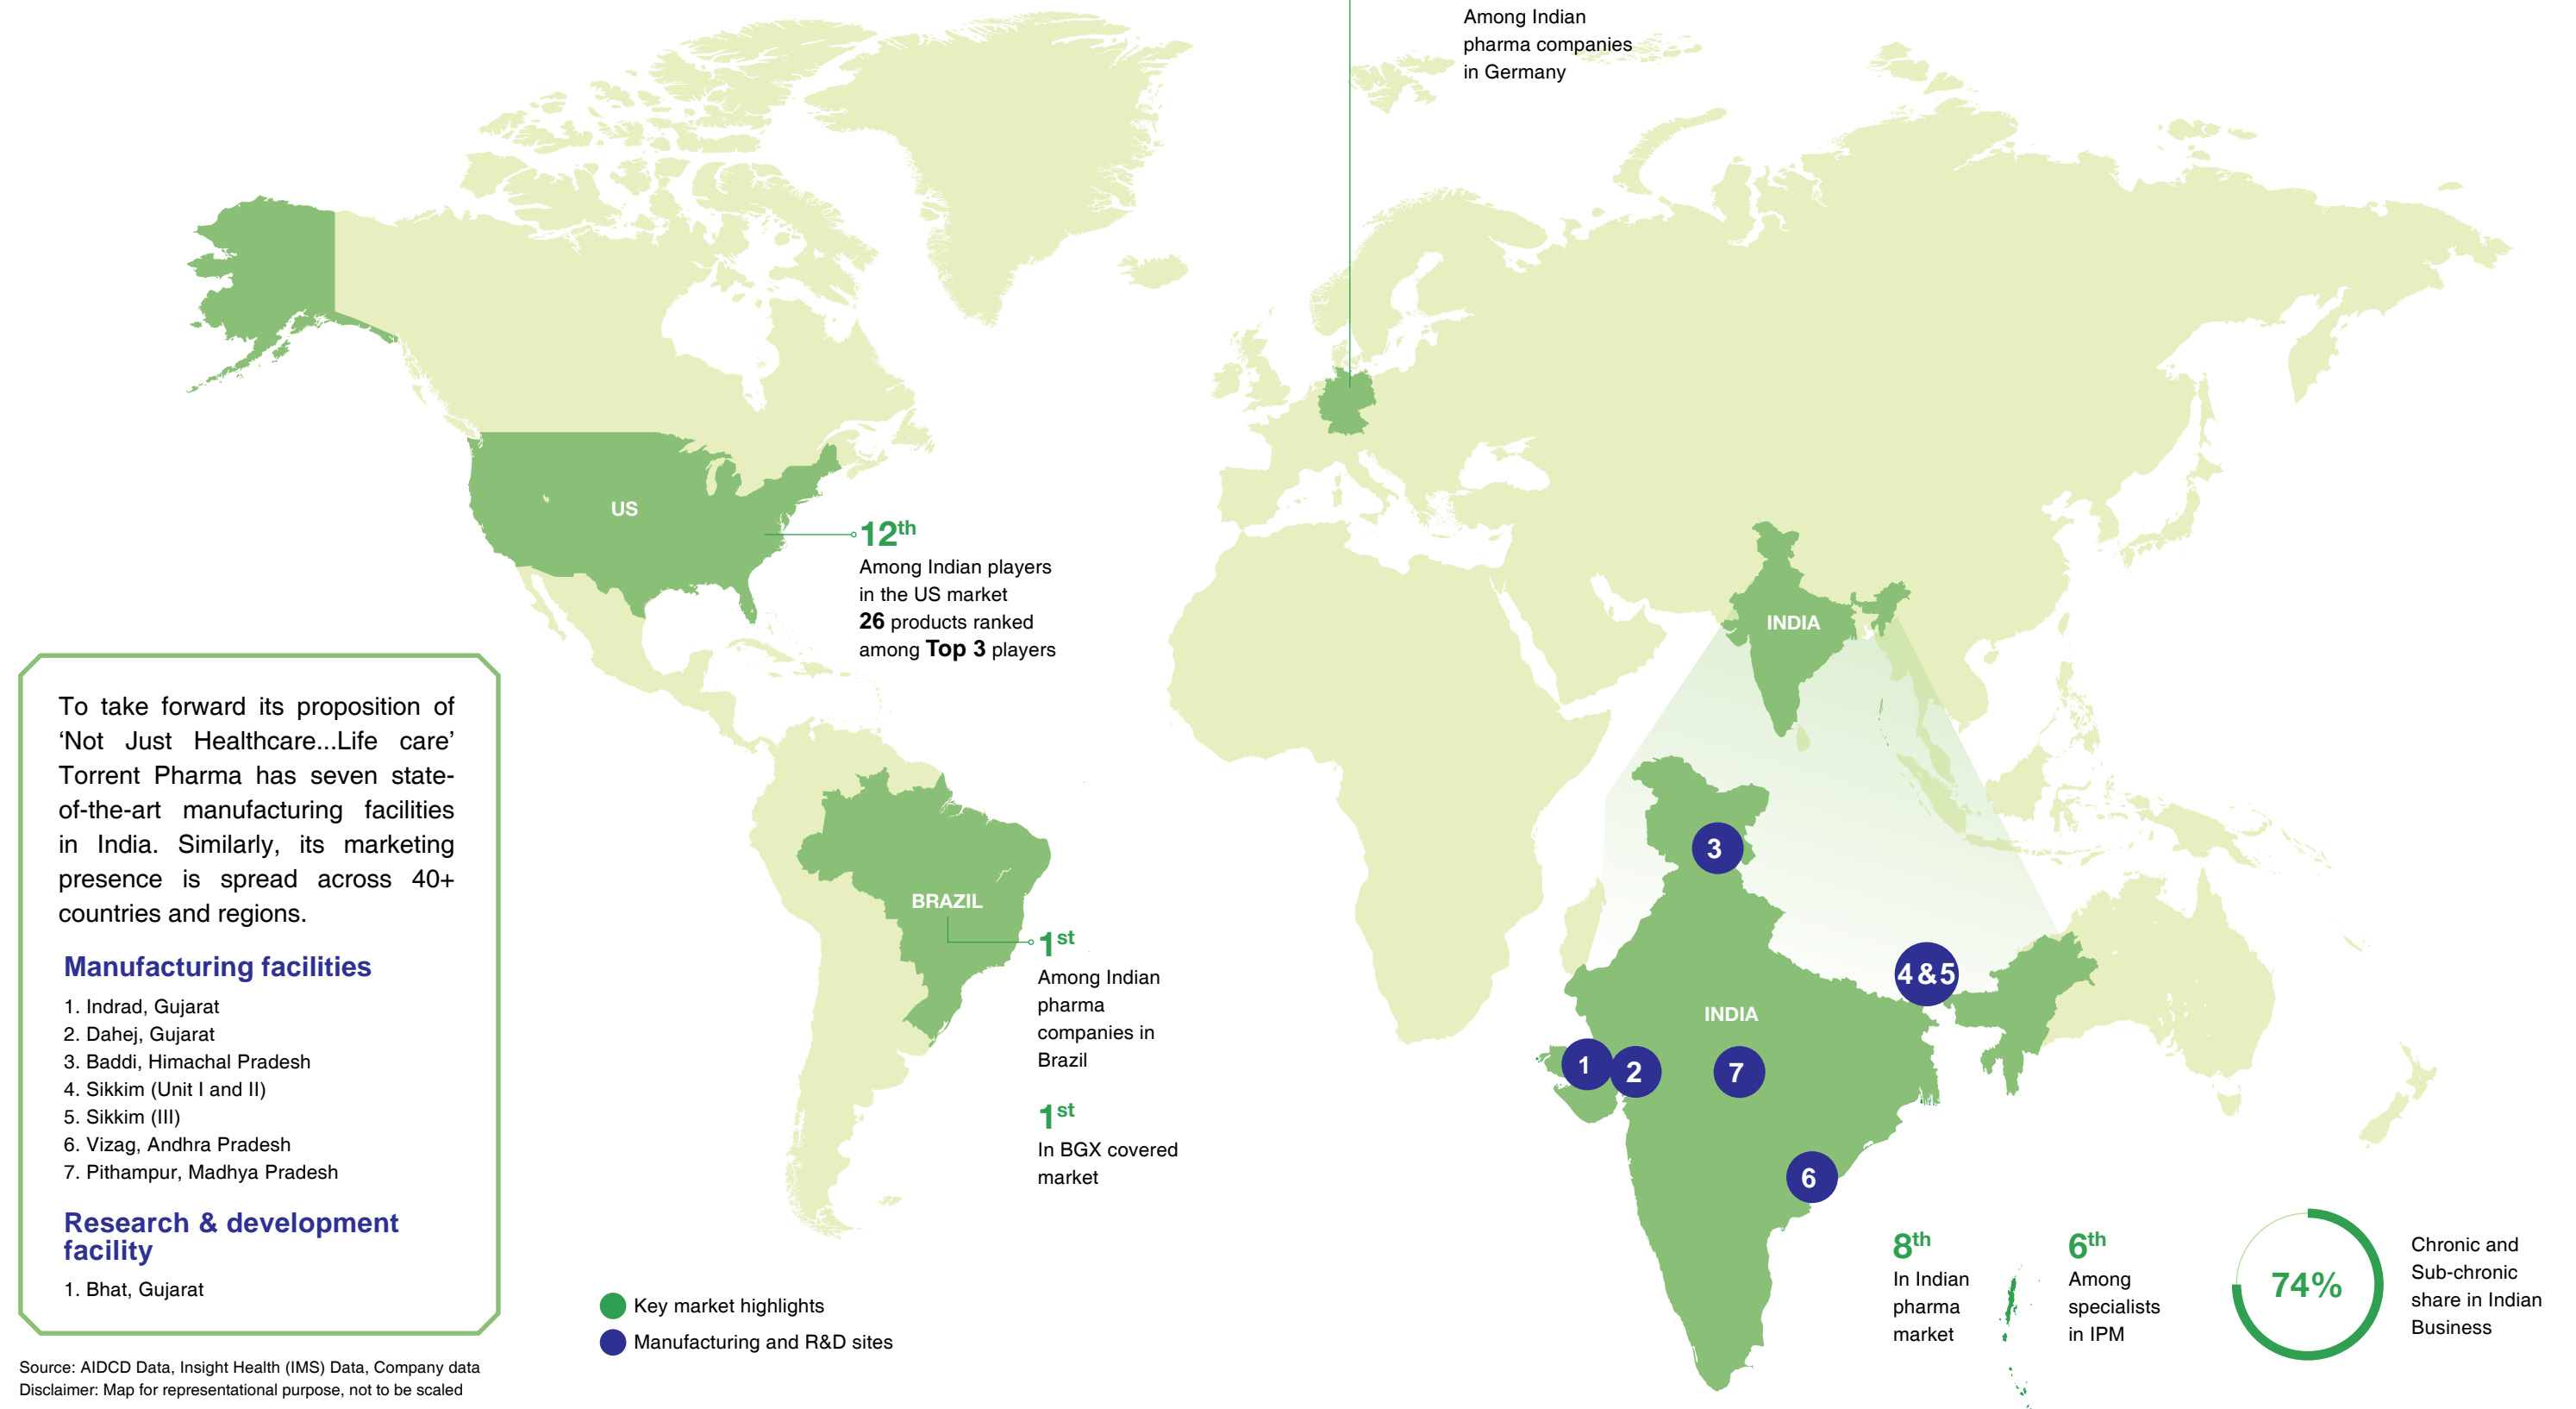 Among Indian
pharma companies
in Germany
US
12th
Among Indian players
in the US market
26 products ranked
among Top 3 players
INDIA
To take forward its proposition of
‘Not Just Healthcare...Life care’
Torrent Pharma has seven state-
of-the-art manufacturing facilities
in India. Similarly, its marketing
presence is spread across 40+
countries and regions.
Manufacturing facilities
1. Indrad, Gujarat
2. Dahej, Gujarat
3. Baddi, Himachal Pradesh
4. Sikkim (Unit I and II)
5. Sikkim (III)
6. Vizag, Andhra Pradesh
7. Pithampur, Madhya Pradesh
Research & development
facility
1. Bhat, Gujarat
BRAZIL
1st
Among Indian
pharma
companies in
Brazil
1st
In BGX covered
market
3
4&5
INDIA
1
2
7
6
8th
In Indian
pharma
market
6th
Among
specialists
in IPM
74%
Chronic and
Sub-chronic
share in Indian
Business
Key market highlights
Manufacturing and R&D sites
Source: AIDCD Data, Insight Health (IMS) Data, Company data
Disclaimer: Map for representational purpose, not to be scaled